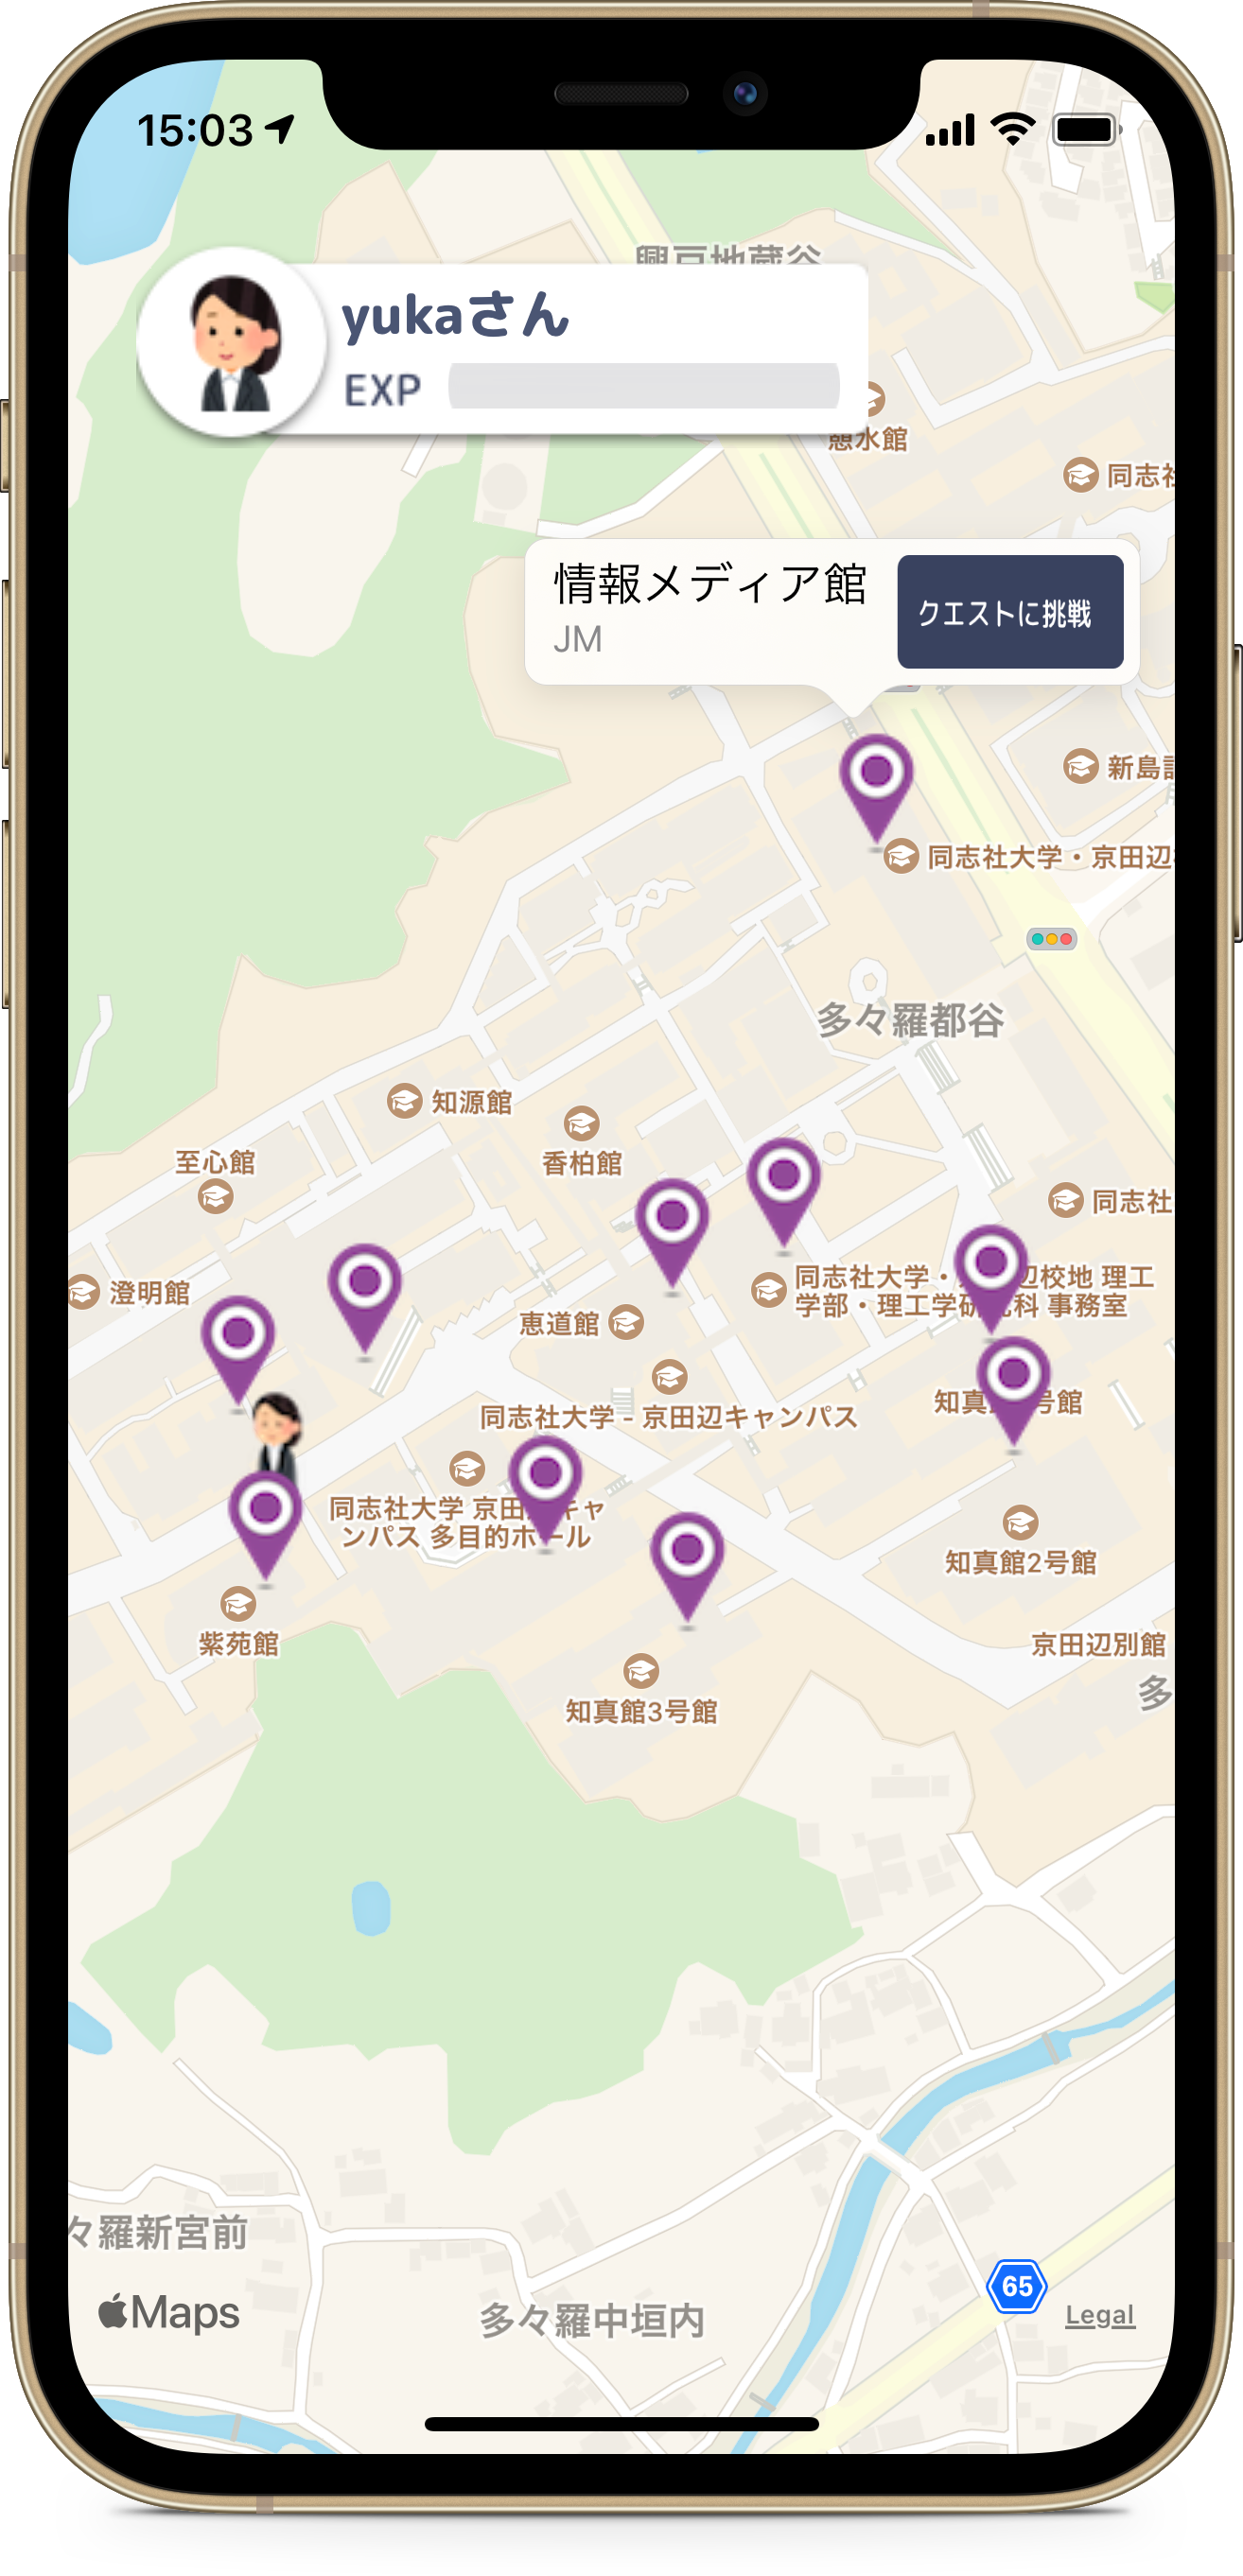 15:03
興戸地蔵谷
yukaさん
EXP
憩水館
同志社
情報メディア館
JM
クエストに挑戦
新島記
同志社大学・京田辺
多々羅都谷
知源館
香柏館
至心館
同志社
澄明館
同志社大学・京田辺校地 理工
学部・理工学研究科 事務室
恵道館
同志社大学 - 京田辺キャンパス
知真 号館
同志社大学 京田辺キャ
ンパス 多目的ホール
知真館2号館
紫苑館
京田辺別館
多
知真館3号館
々羅新宮前
65
Maps
多々羅中垣内
Legal